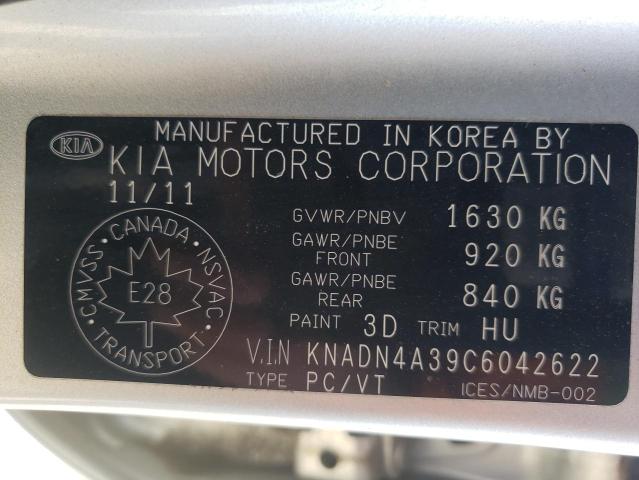 MANUFACTURED IN KOREA BY
KIA KIA MOTORS CORPORATION
11/11
GVWR/PNBV 1630 KG
GAWR/PNBE FRONT 920 KG
GAWR/PNBE REAR 840 KG
PAINT 3D TRIM HU
CMVSS · CANADA · NSVAC
E28
TRANSPORT
V.I.N KNADN4A39C6042622
TYPE PC/VT ICES/NMB-002